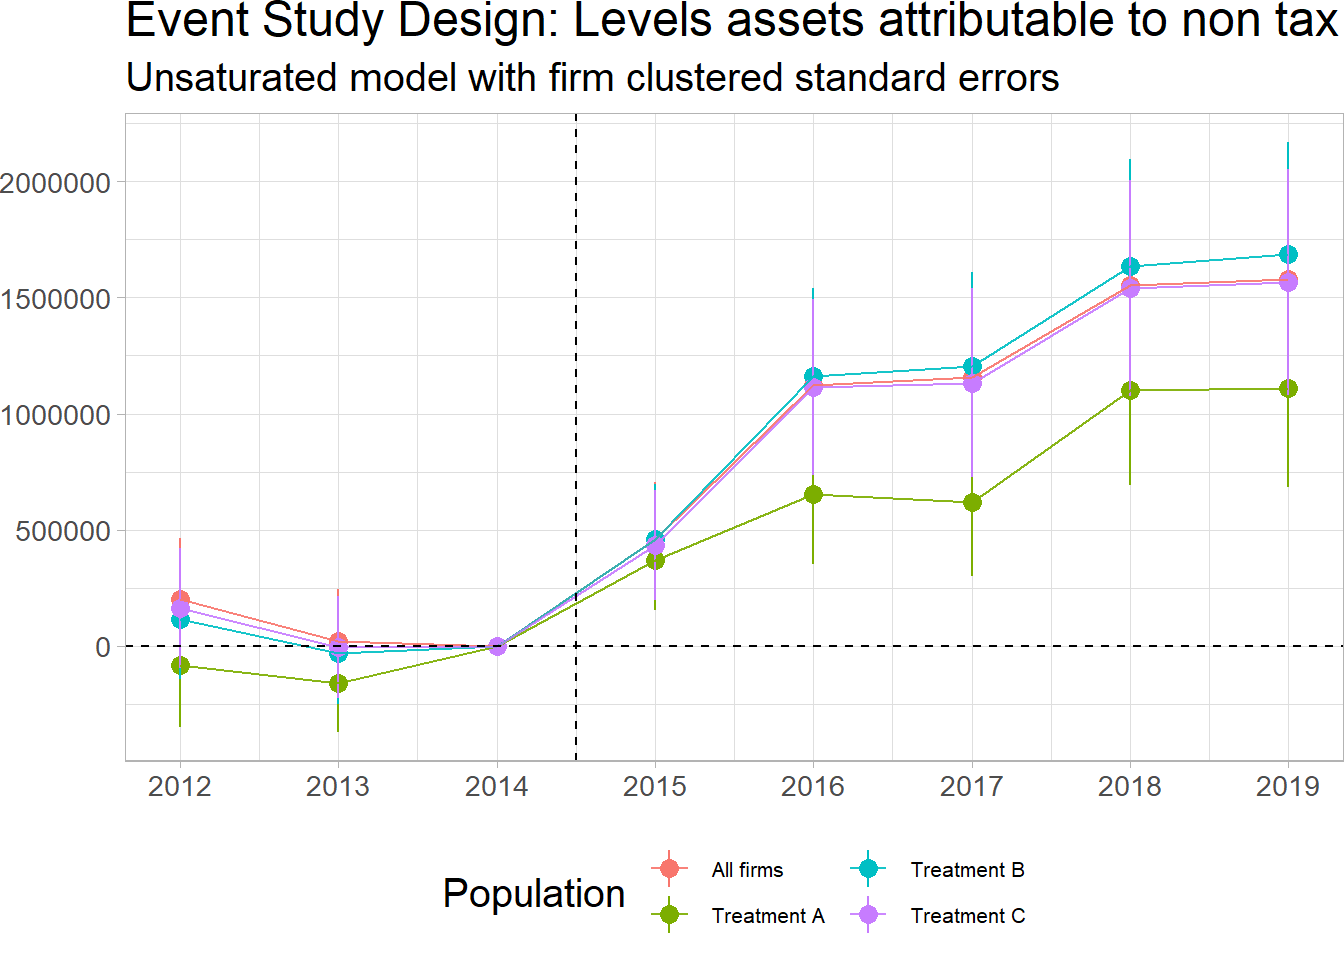 Event Study Design: Levels assets attributable to non tax
Unsaturated model with firm clustered standard errors
2000000
1500000
1000000
500000
0
2012 2013 2014 2015 2016 2017 2018 2019
Population
All firms Treatment B
Treatment A Treatment C